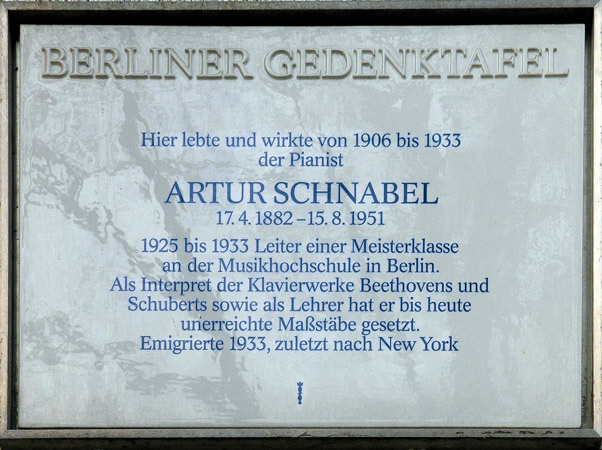 BERLINER GEDENKTAFEL
Hier lebte und wirkte von 1906 bis 1933
der Pianist
ARTUR SCHNABEL
17. 4. 1882 – 15. 8. 1951
1925 bis 1933 Leiter einer Meisterklasse
an der Musikhochschule in Berlin.
Als Interpret der Klavierwerke Beethovens und
Schuberts sowie als Lehrer hat er bis heute
unerreichte Maßstäbe gesetzt.
Emigrierte 1933, zuletzt nach New York